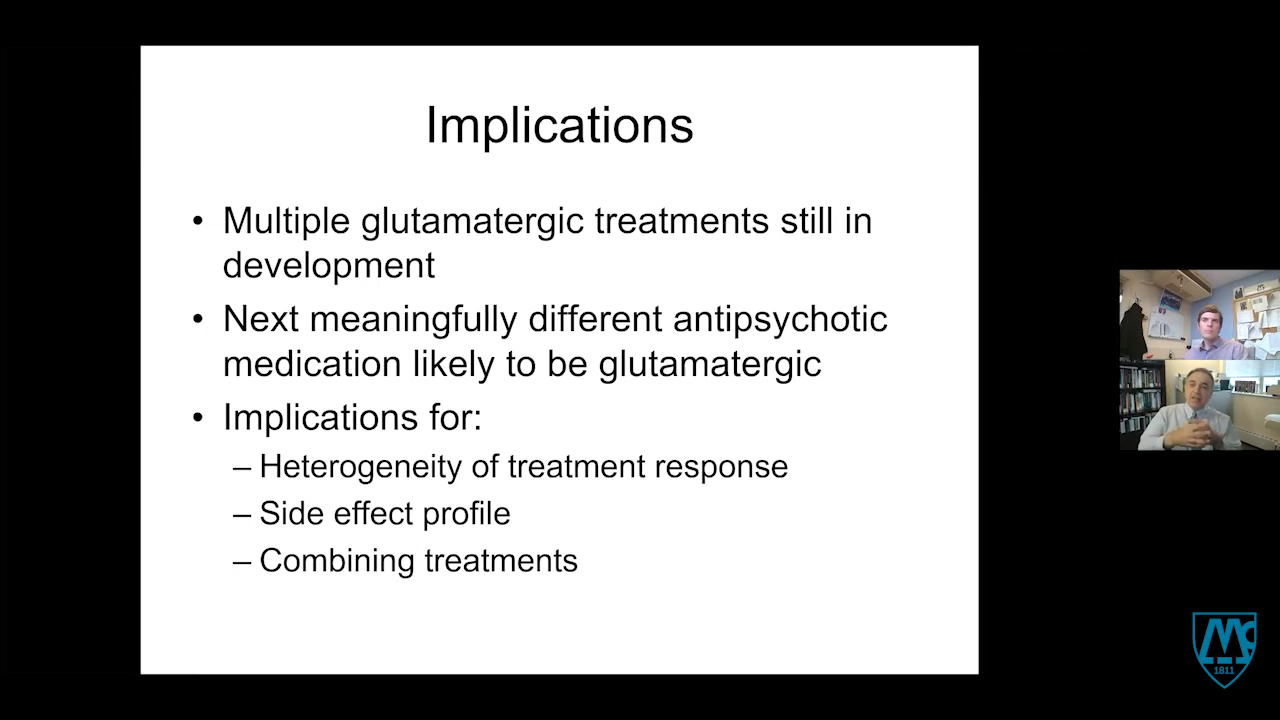 Implications
• Multiple glutamatergic treatments still in
development
• Next meaningfully different antipsychotic
medication likely to be glutamatergic
• Implications for:
– Heterogeneity of treatment response
– Side effect profile
– Combining treatments
1811